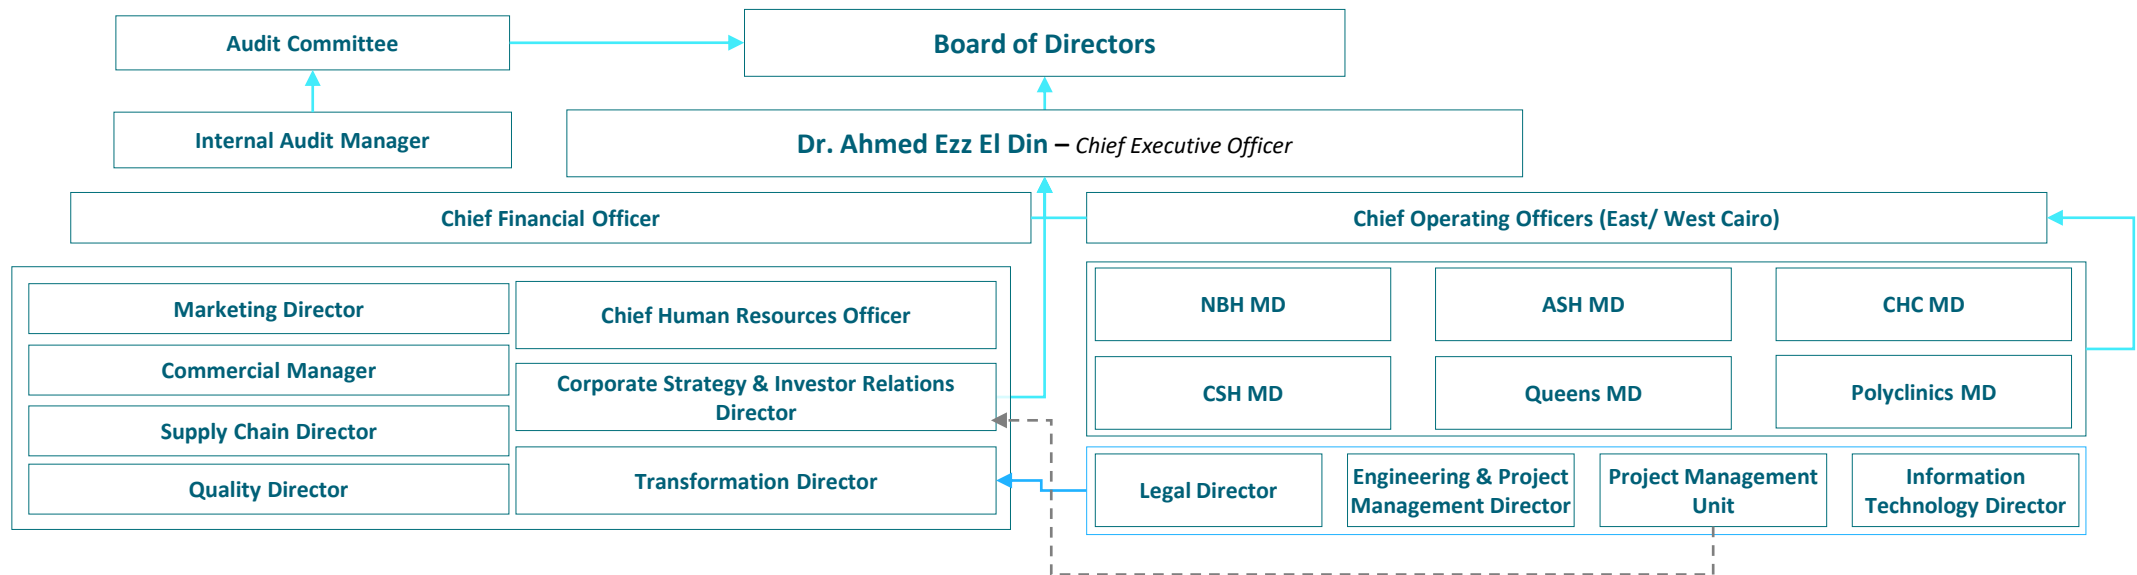 Audit Committee
Board of Directors
Internal Audit Manager
Dr. Ahmed Ezz El Din – Chief Executive Officer
Chief Financial Officer
Chief Operating Officers (East/ West Cairo)
Marketing Director
Commercial Manager
Supply Chain Director
Quality Director
Chief Human Resources Officer
Corporate Strategy & Investor Relations
Director
Transformation Director
NBH MD
ASH MD
CHC MD
CSH MD
Queens MD
Polyclinics MD
Legal Director
Engineering & Project
Management Director
Project Management
Unit
Information
Technology Director